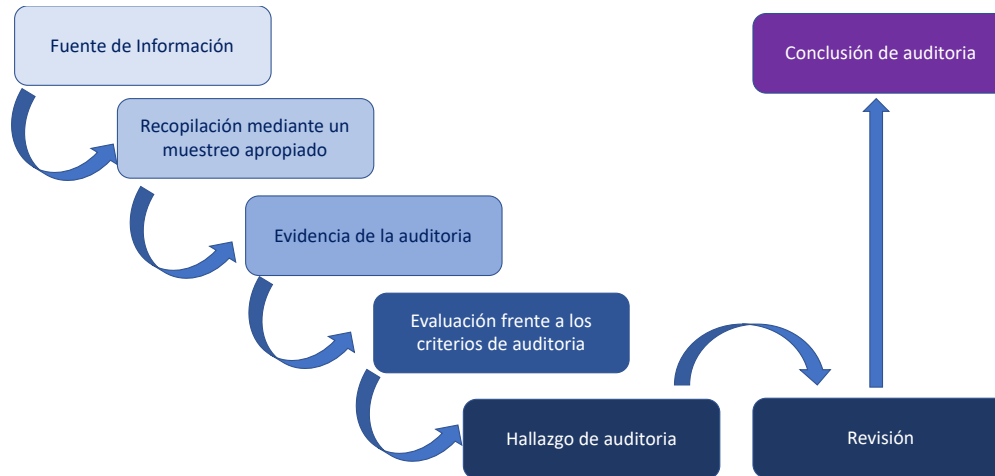 Fuente de Información
Conclusión de auditoria
Recopilación mediante un
muestreo apropiado
Evidencia de la auditoria
Evaluación frente a los
criterios de auditoria
Hallazgo de auditoria
Revisión